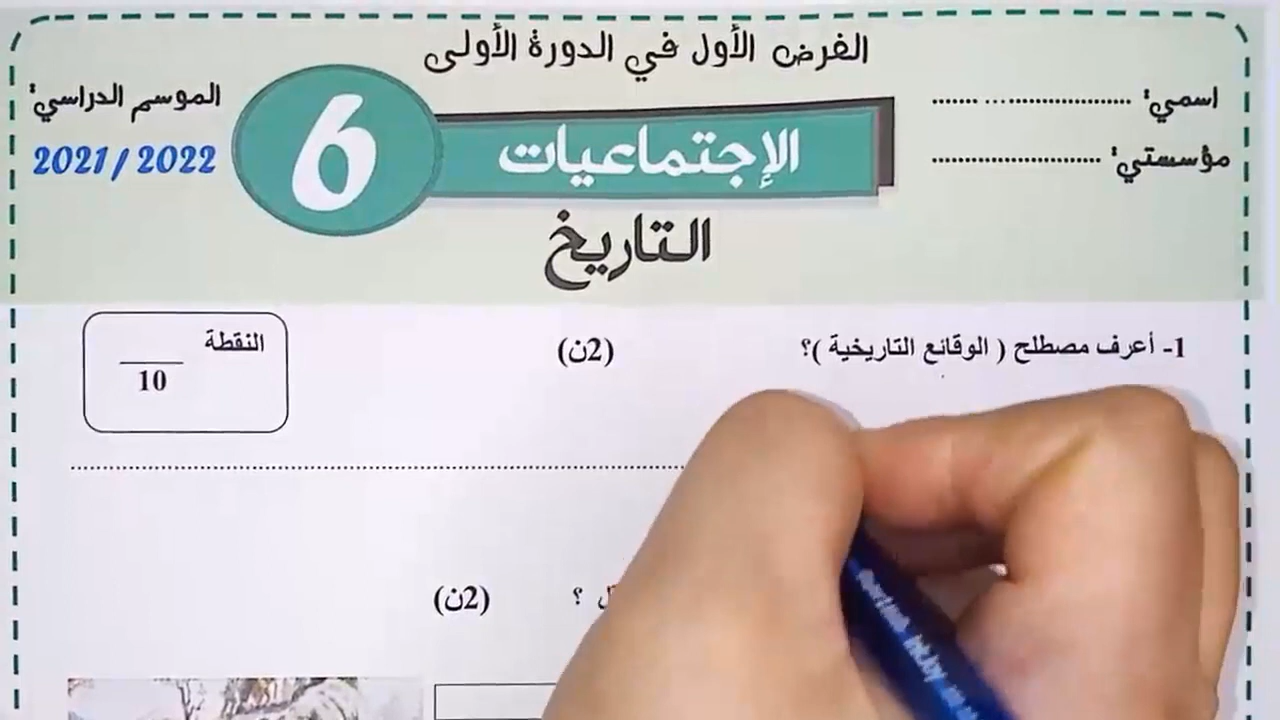 الفرض الأول في الدورة الأولى
اسمي: ....................................
مؤسستي: ..............................
الإجتماعيات
6
الموسم الدراسي:
2021/2022
التاريخ
1- أعرف مصطلح ( الوقائع التاريخية )؟ (2ن)
النقطة
10
؟ (2ن)